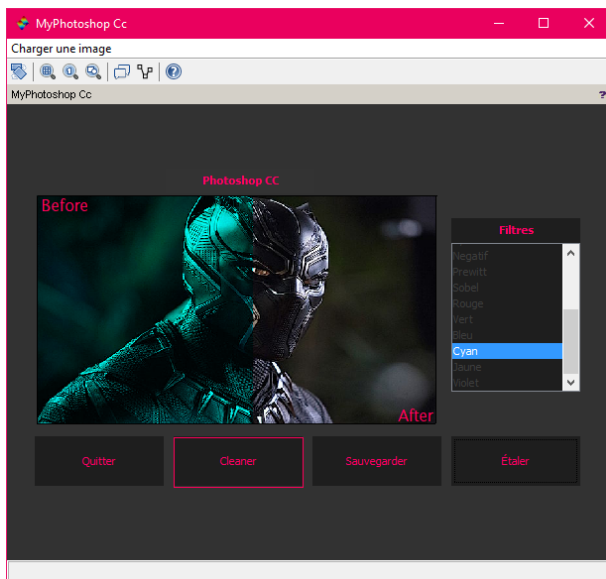 MyPhotoshop Cc
Charger une image
MyPhotoshop Cc ?
Photoshop CC
Before
After
Filtres
Negatif
Prewitt
Sobel
Rouge
Vert
Bleu
Cyan
Jaune
Violet
Quitter
Cleaner
Sauvegarder
Étaler